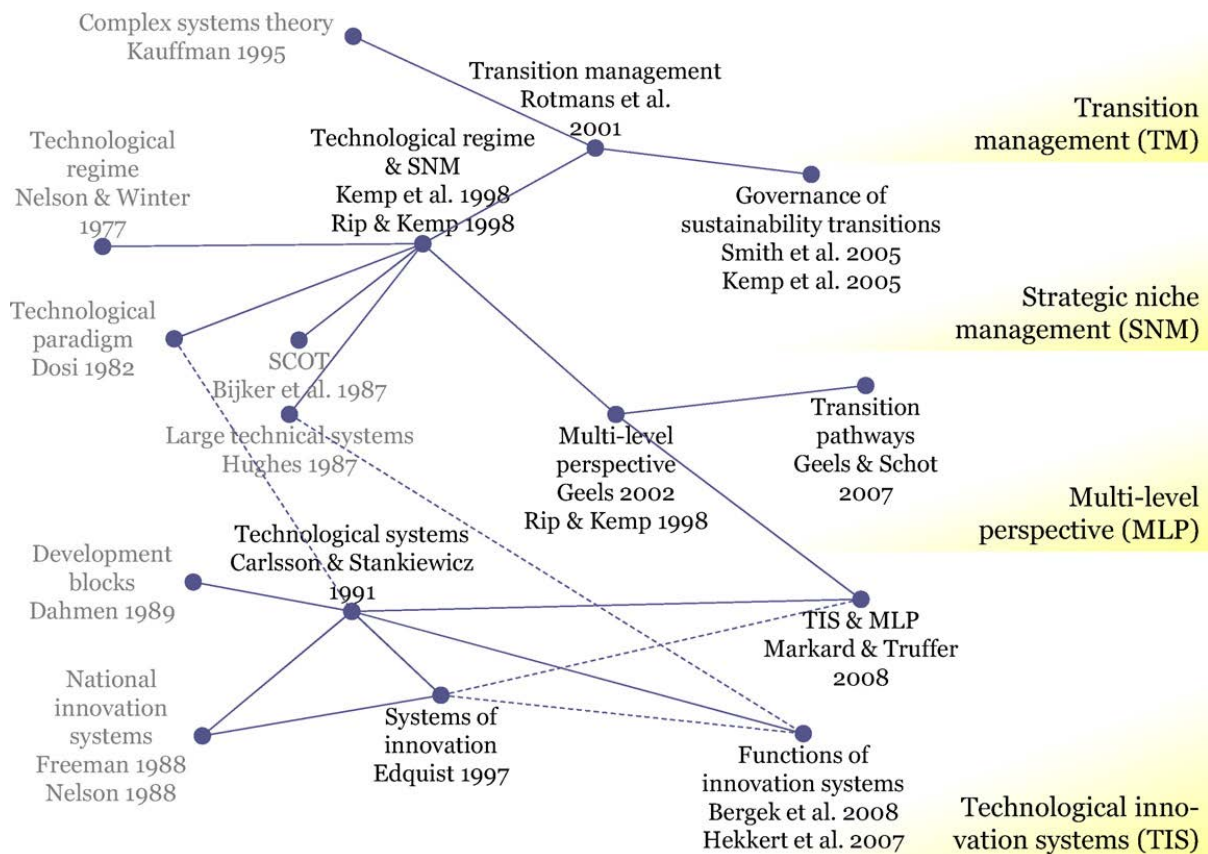 Complex systems theory
Kauffman 1995
Transition management
Rotmans et al.
2001
Transition
management (TM)
Technological
regime
Nelson & Winter
1977
Technological regime
& SNM
Kemp et al. 1998
Rip & Kemp 1998
Governance of
sustainability transitions
Smith et al. 2005
Kemp et al. 2005
Strategic niche
management (SNM)
Technological
paradigm
Dosi 1982
SCOT
Bijker et al. 1987
Large technical systems
Hughes 1987
Multi-level
perspective
Geels 2002
Rip & Kemp 1998
Transition
pathways
Geels & Schot
2007
Multi-level
perspective (MLP)
Technological systems
Carlsson & Stankiewicz
1991
Development
blocks
Dahmen 1989
TIS & MLP
Markard & Truffer
2008
National
innovation
systems
Freeman 1988
Nelson 1988
Systems of
innovation
Edquist 1997
Functions of
innovation systems
Bergek et al. 2008
Hekkert et al. 2007
Technological inno-
vation systems (TIS)